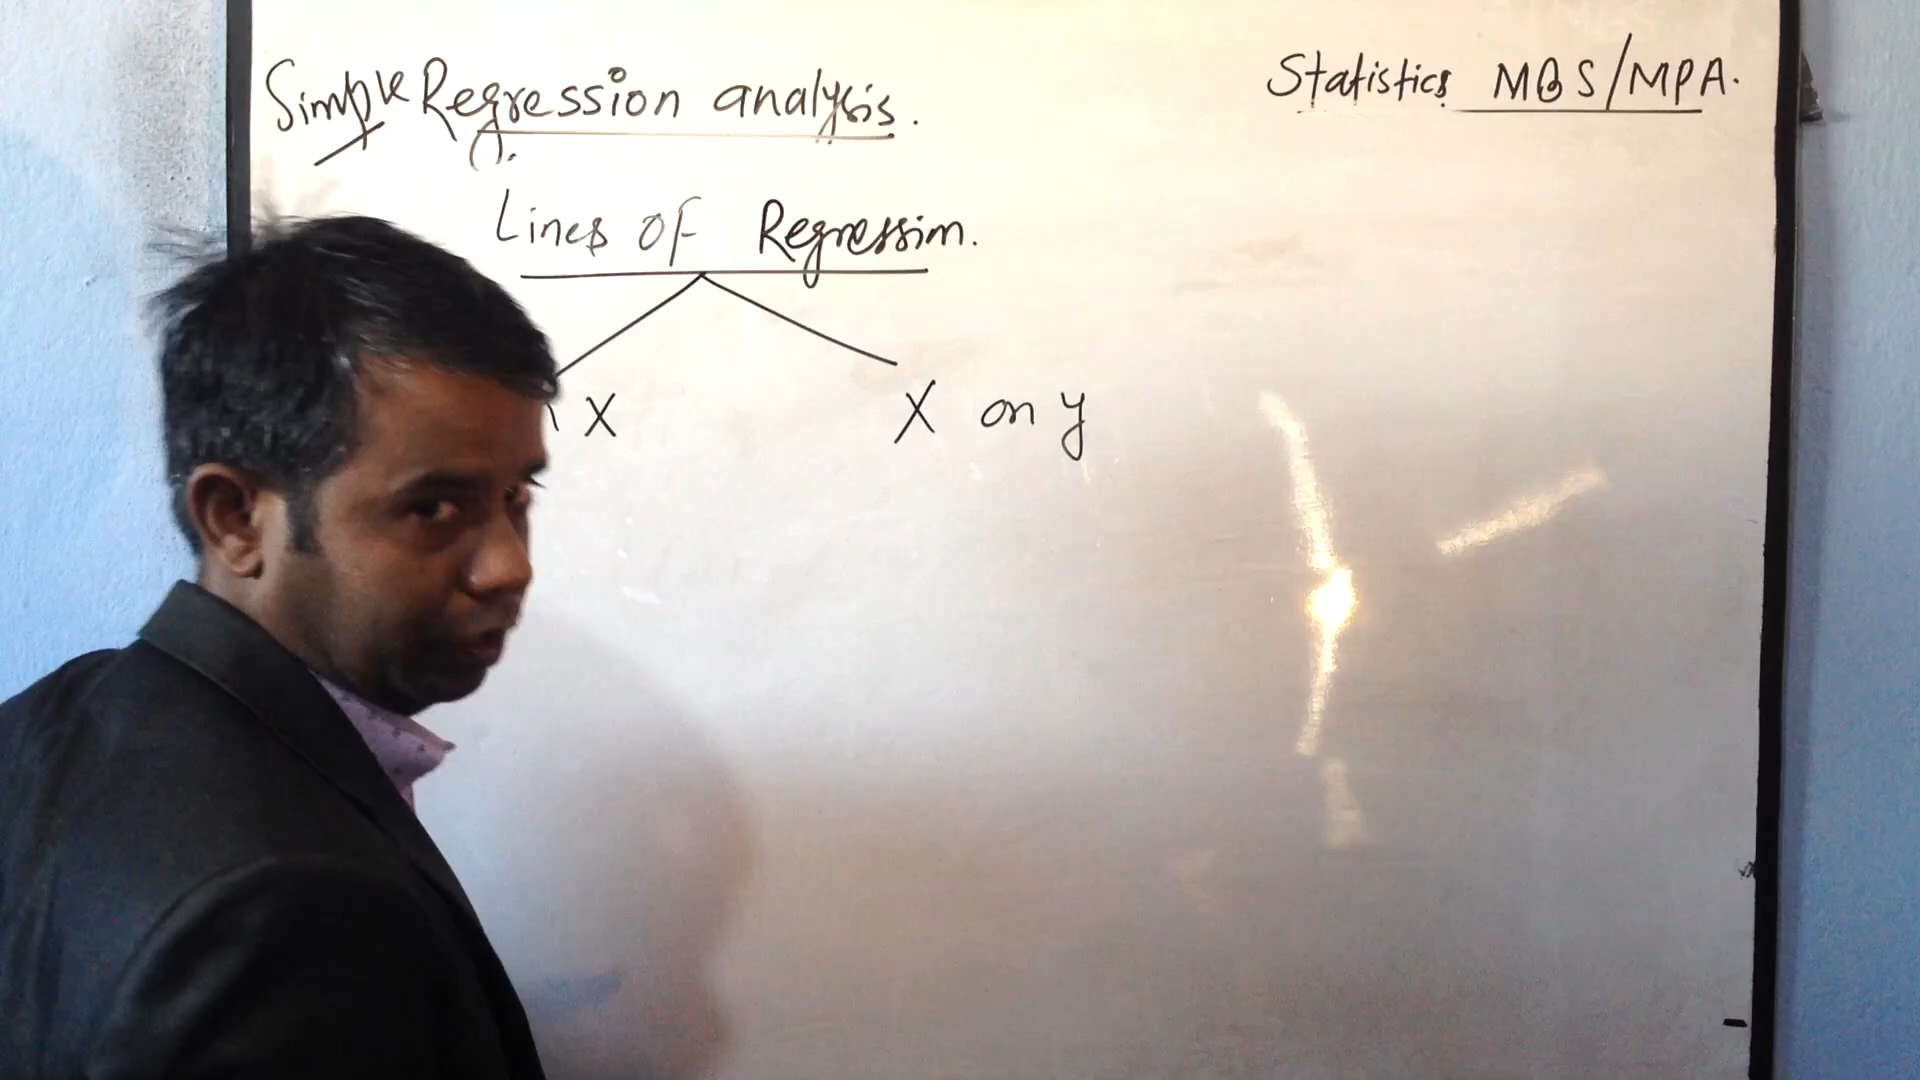 Simple Regression analysis.
Statistics MBS/MPA.
Lines of Regression.
X
X on y